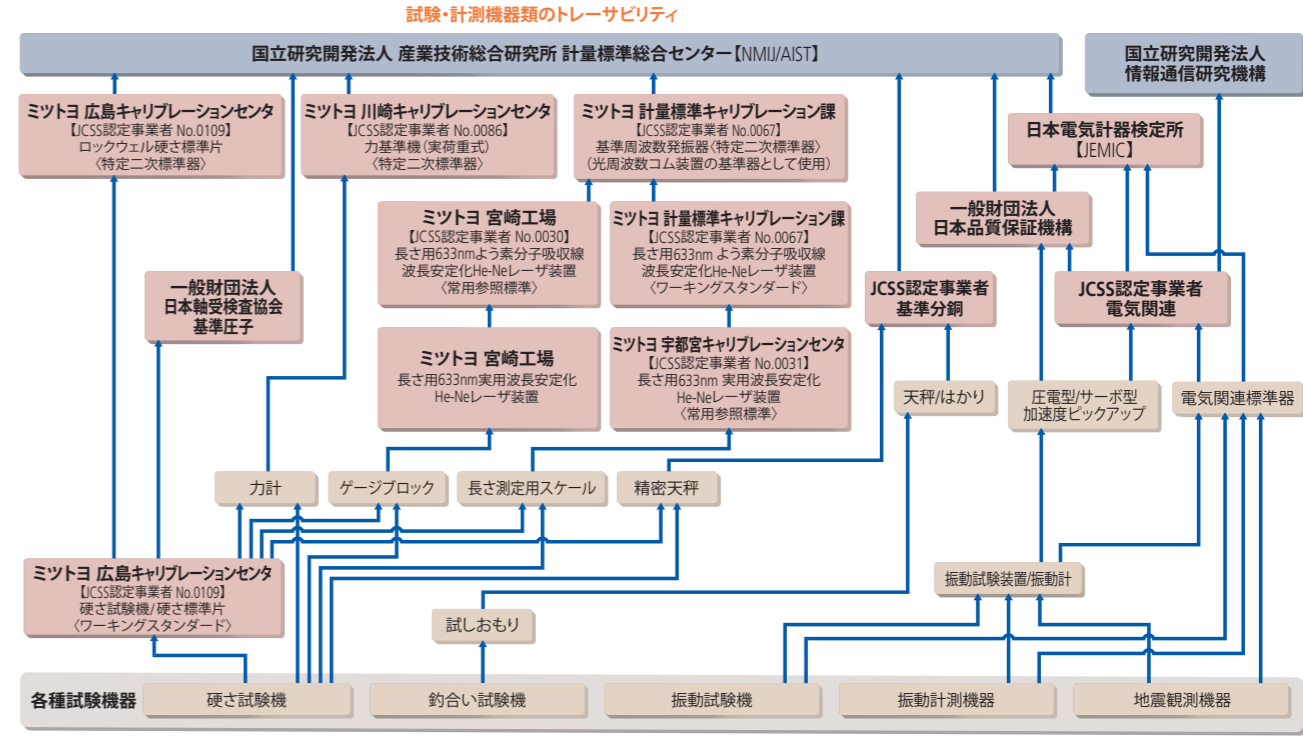 試験・計測機器類のトレーサビリティ
国立研究開発法人 産業技術総合研究所 計量標準総合センター【NMIJ/AIST】
国立研究開発法人
情報通信研究機構
ミツトヨ 広島キャリブレーションセンタ
【JCSS認定事業者 No.0109】
ロックウェル硬さ標準片
〈特定二次標準器〉
ミツトヨ 川崎キャリブレーションセンタ
【JCSS認定事業者 No.0086】
力基準機(実荷重式)
〈特定二次標準器〉
ミツトヨ 計量標準キャリブレーション課
【JCSS認定事業者 No.0067】
基準周波数発振器〈特定二次標準器〉
(光周波数コム装置の基準器として使用)
日本電気計器検定所
【JEMIC】
ミツトヨ 宮崎工場
【JCSS認定事業者 No.0030】
長さ用633nmよう素分子吸収線
波長安定化He-Neレーザ装置
〈常用参照標準〉
ミツトヨ 計量標準キャリブレーション課
【JCSS認定事業者 No.0067】
長さ用633nm よう素分子吸収線
波長安定化He-Neレーザ装置
〈ワーキングスタンダード〉
一般財団法人
日本品質保証機構
一般財団法人
日本軸受検査協会
基準圧子
JCSS認定事業者
基準分銅
JCSS認定事業者
電気関連
ミツトヨ 宮崎工場
長さ用633nm実用波長安定化
He-Neレーザ装置
ミツトヨ 宇都宮キャリブレーションセンタ
【JCSS認定事業者 No.0031】
長さ用633nm 実用波長安定化
He-Neレーザ装置
〈常用参照標準〉
天秤/はかり
圧電型/サーボ型
加速度ピックアップ
電気関連標準器
力計
ゲージブロック
長さ測定用スケール
精密天秤
ミツトヨ 広島キャリブレーションセンタ
【JCSS認定事業者 No.0109】
硬さ試験機/硬さ標準片
〈ワーキングスタンダード〉
振動試験装置/振動計
試しおもり
各種試験機器
硬さ試験機
釣合い試験機
振動試験機
振動計測機器
地震観測機器